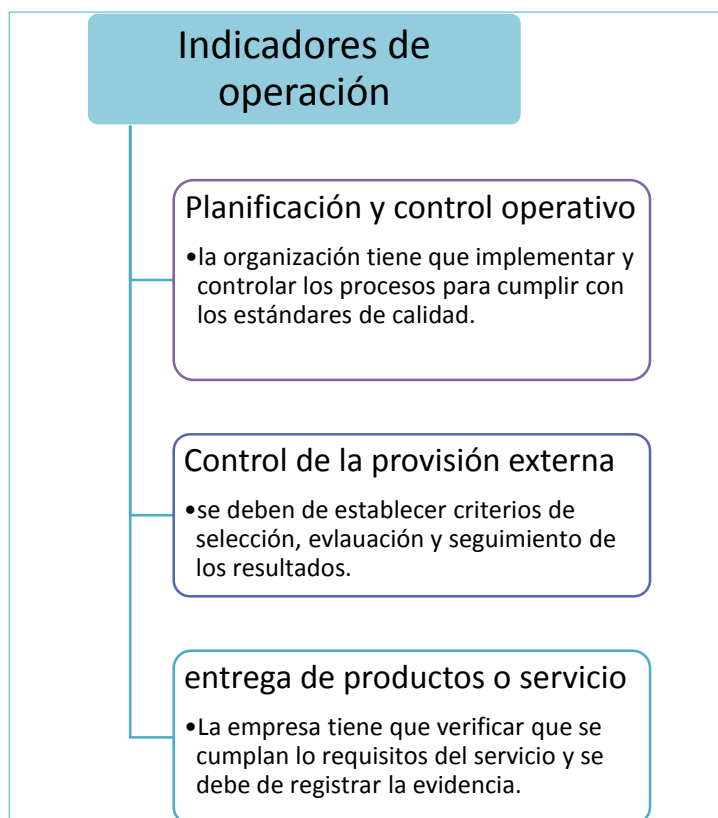 Indicadores de
operación
Planificación y control operativo
•la organización tiene que implementar y
controlar los procesos para cumplir con
los estándares de calidad.
Control de la provisión externa
•se deben de establecer criterios de
selección, evlauación y seguimiento de
los resultados.
entrega de productos o servicio
•La empresa tiene que verificar que se
cumplan lo requisitos del servicio y se
debe de registrar la evidencia.